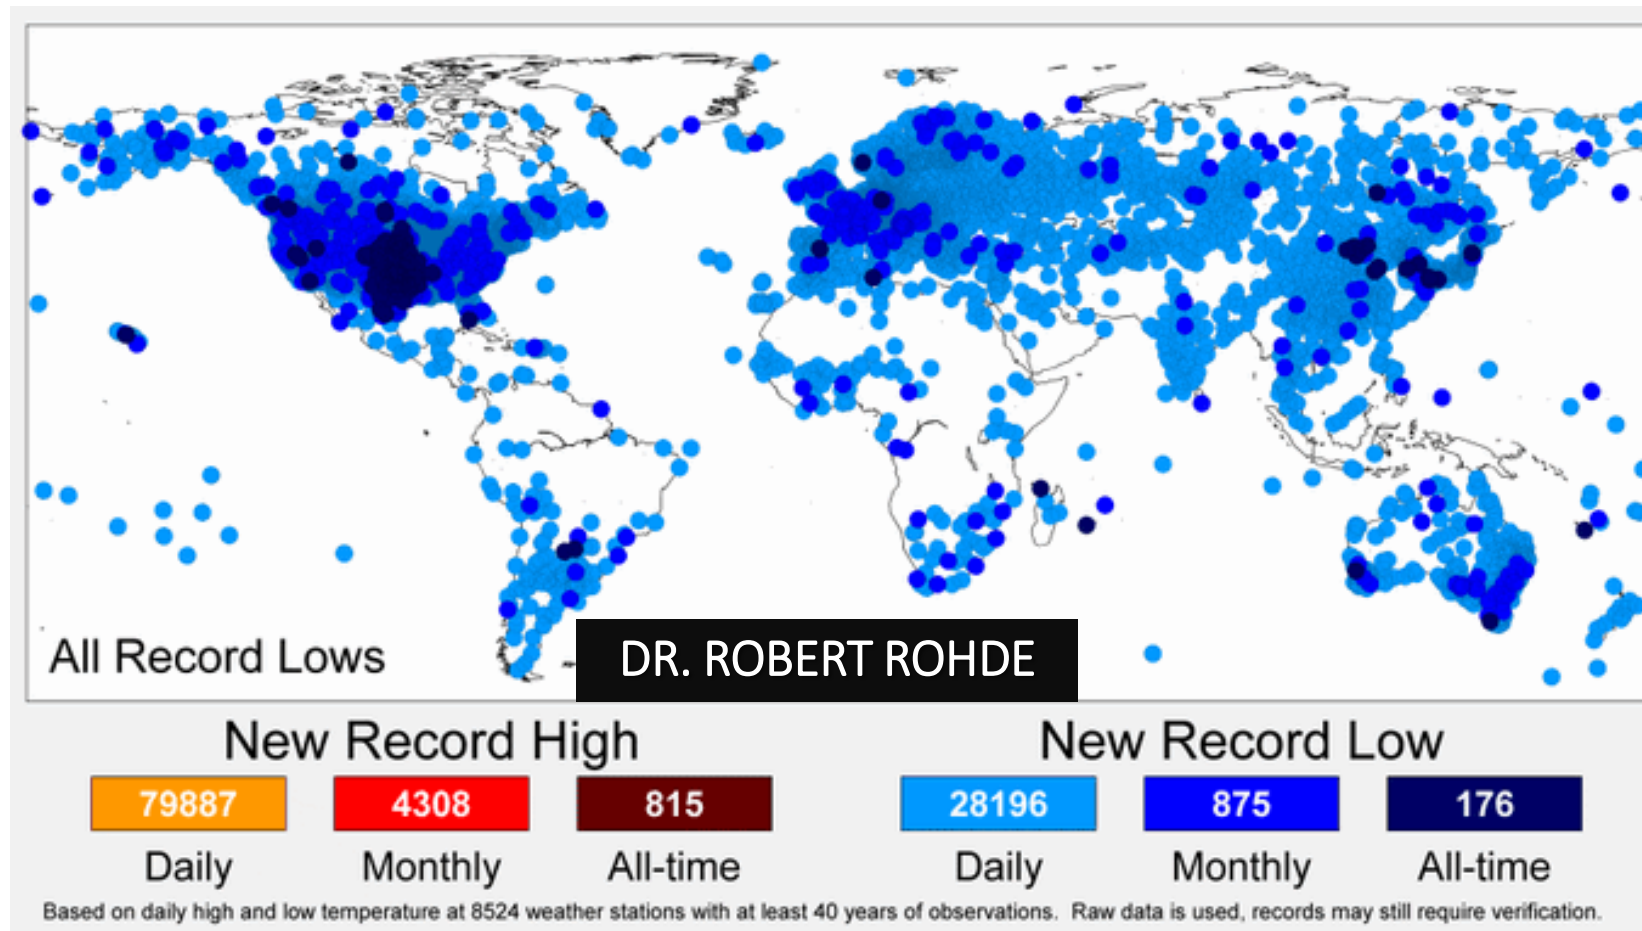 All Record Lows
DR. ROBERT ROHDE
New Record High
New Record Low
79887
4308
815
28196
875
176
Daily
Monthly
All-time
Daily
Monthly
All-time
Based on daily high and low temperature at 8524 weather stations with at least 40 years of observations. Raw data is used, records may still require verification.